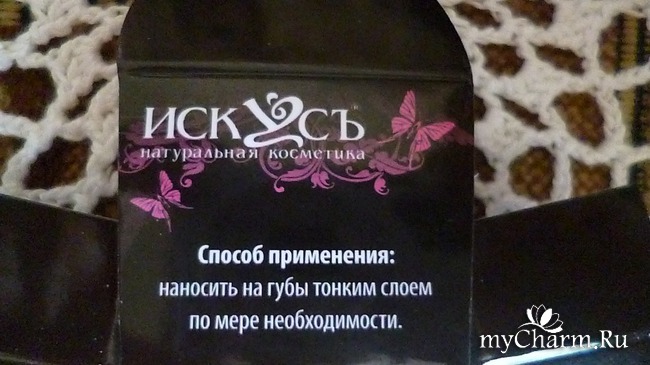 ИСКУСЪ
натуральная косметика
Способ применения:
наносить на губы тонким слоем
по мере необходимости.
myCharm.Ru